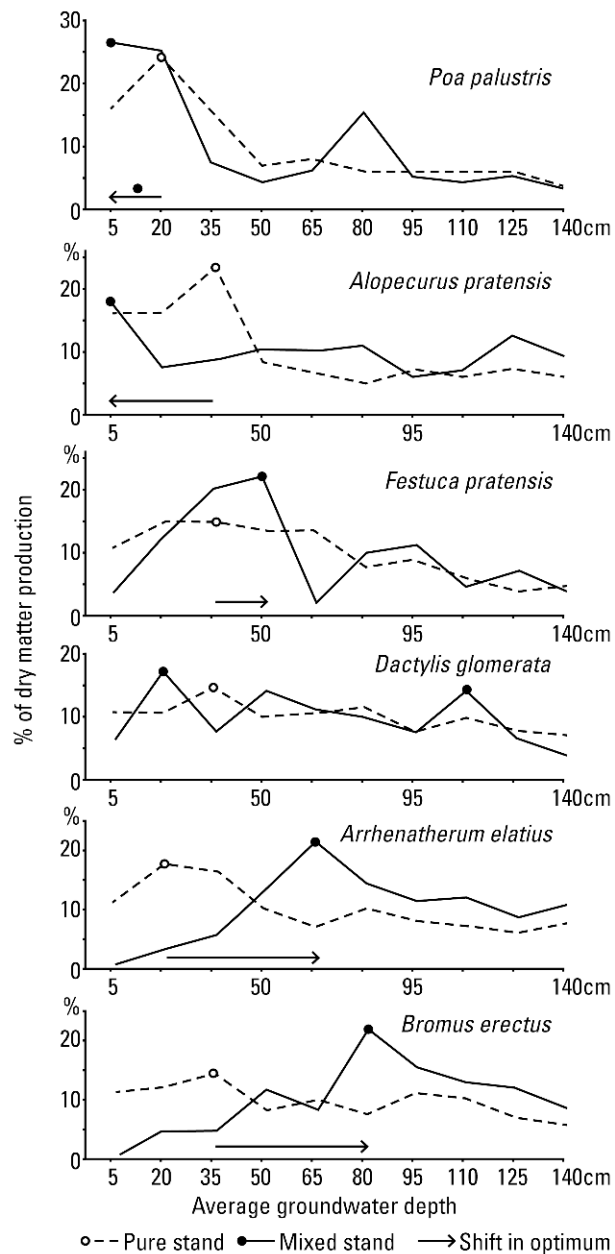 30
Poa palustris
20
10
0
5 20 35 50 65 80 95 110 125 140cm
%
Alopecurus pratensis
20
10
0
5 50 95 140cm
%
Festuca pratensis
20
10
0
5 50 95 140cm
20
Dactylis glomerata
10
0
5 50 95 140cm
%
Arrhenatherum elatius
20
10
0
5 50 95 140cm
%
Bromus erectus
20
10
0
5 20 35 50 65 80 95 110 125 140cm
% of dry matter production
Average groundwater depth
Pure stand Mixed stand Shift in optimum